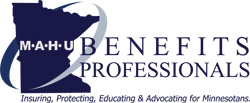 M·A·H·U BENEFITS
PROFESSIONALS
Insuring, Protecting, Educating & Advocating for Minnesotans.